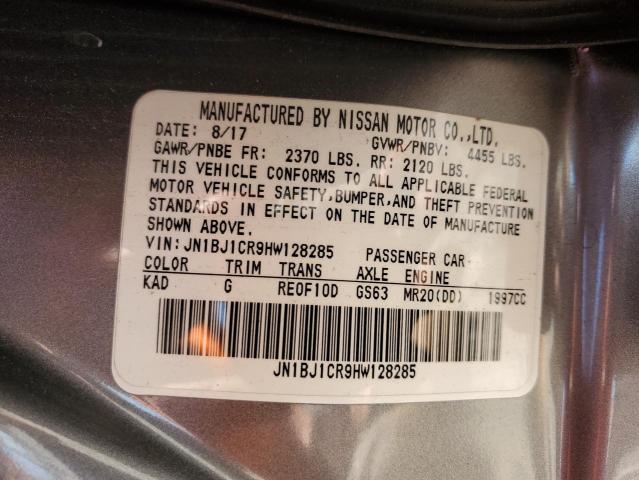 MANUFACTURED BY NISSAN MOTOR CO.,LTD.
DATE: 8/17 GVWR/PNBV: 4455 LBS.
GAWR/PNBE FR: 2370 LBS. RR: 2120 LBS.
THIS VEHICLE CONFORMS TO ALL APPLICABLE FEDERAL
MOTOR VEHICLE SAFETY,BUMPER,AND THEFT PREVENTION
STANDARDS IN EFFECT ON THE DATE OF MANUFACTURE
SHOWN ABOVE.
VIN:JN1BJ1CR9HW128285 PASSENGER CAR
COLOR TRIM TRANS AXLE ENGINE
KAD G RE0F10D GS63 MR20(DD) 1997CC
JN1BJ1CR9HW128285